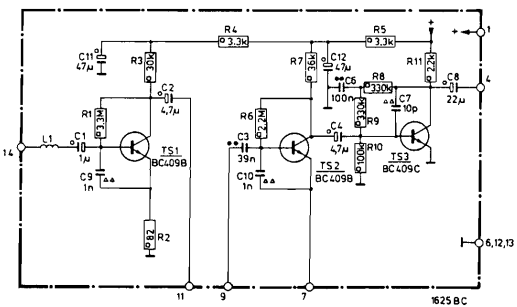 R4
3.3k
R5
3.3k
+
+
1
C11
47µ
R3
30k
R7
36k
C12
47µ
R11
2.2k
C2
4,7µ
C6
100n
R8
330k
C8
22µ
4
R1
3.3M
R6
2.2M
330k
R9
C7
10p
L1
C1
1µ
C3
39n
C4
4,7µ
14
TS1
BC409B
TS2
BC409B
100k
R10
TS3
BC409C
C9
1n
C10
1n
82
R2
6,12,13
11
9
7
1625 BC